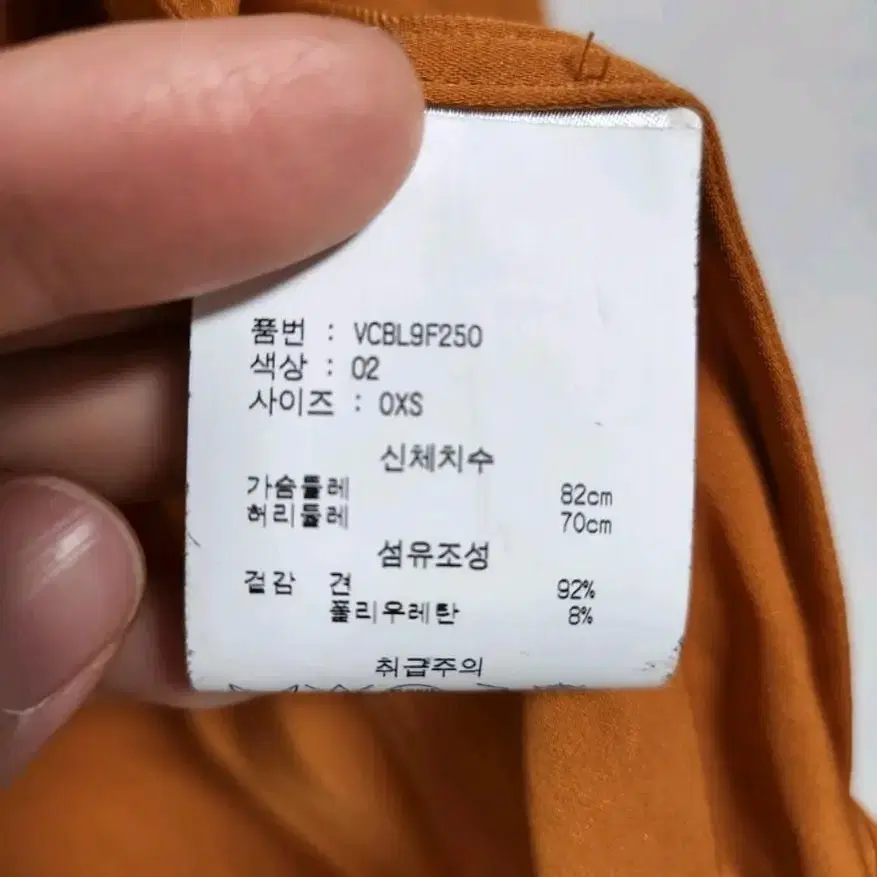 품번 : VCBL9F250
색상 : 02
사이즈 : 0XS
신체치수
가슴둘레 82cm
허리둘레 70cm
섬유조성
겉감 견 92%
폴리우레탄 8%
취급주의